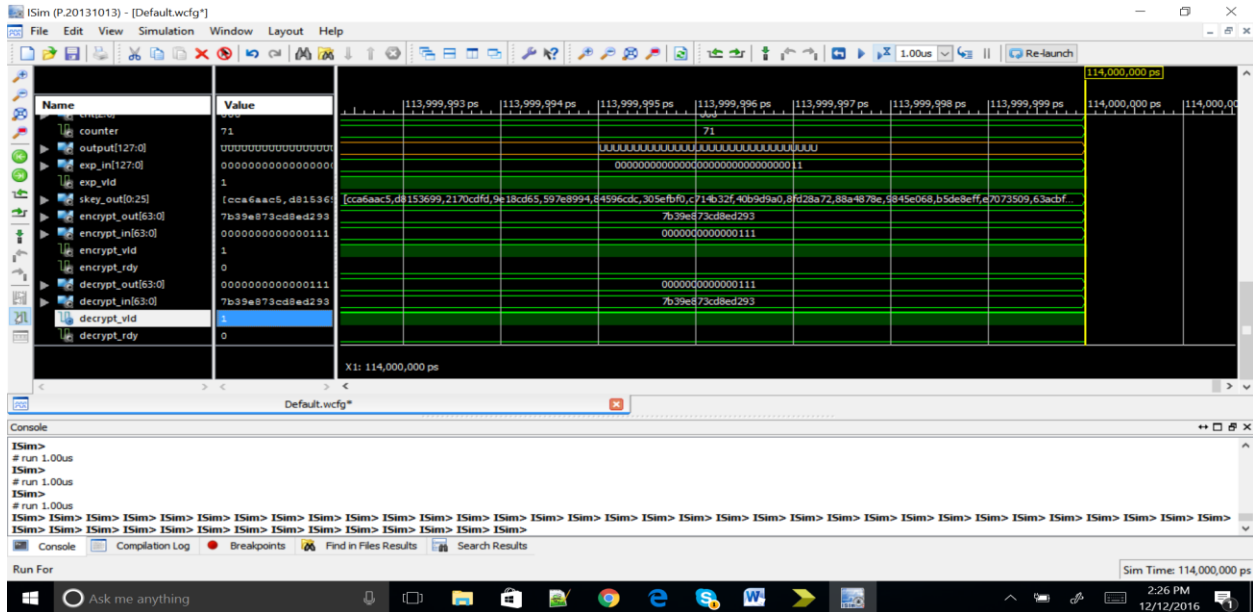 ISim (P.20131013) - [Default.wcfg*]
File Edit View Simulation Window Layout Help
1.00us Re-launch
114,000,000 ps
Name Value 113,999,993 ps 113,999,994 ps 113,999,995 ps 113,999,996 ps 113,999,997 ps 113,999,998 ps 113,999,999 ps 114,000,000 ps 114,000,00
counter 71 71
output[127:0] UUUUUUUUUUUUUUUU UUUUUUUUUUUUUUUUUUUUUUUUUUUUUUUU
exp_in[127:0] 0000000000000000 00000000000000000000000000000011
exp_vld 1
skey_out[0:25] [cca6aac5,d81536 [cca6aac5,d8153699,2170cdfd,9e18cd65,597e8994,84596cdc,305efbf0,c714b32f,40b9d9a0,8fd28a72,88a4878e,9845e068,b5de8eff,e7073509,63acbf...
encrypt_out[63:0] 7b39e873cd8ed293 7b39e873cd8ed293
encrypt_in[63:0] 0000000000000111 0000000000000111
encrypt_vld 1
encrypt_rdy 0
decrypt_out[63:0] 0000000000000111 0000000000000111
decrypt_in[63:0] 7b39e873cd8ed293 7b39e873cd8ed293
decrypt_vld 1
decrypt_rdy 0
X1: 114,000,000 ps
Default.wcfg*
Console
ISim>
# run 1.00us
ISim>
# run 1.00us
ISim>
# run 1.00us
ISim> ISim> ISim> ISim> ISim> ISim> ISim> ISim> ISim> ISim> ISim> ISim> ISim> ISim> ISim> ISim> ISim> ISim> ISim> ISim> ISim> ISim> ISim> ISim> ISim> ISim> ISim> ISim> ISim> ISim> ISim> ISim> ISim>
ISim> ISim> ISim> ISim> ISim> ISim> ISim> ISim> ISim> ISim> ISim> ISim> ISim> ISim>
Console Compilation Log Breakpoints Find in Files Results Search Results
Run For Sim Time: 114,000,000 ps
Ask me anything
2:26 PM
12/12/2016